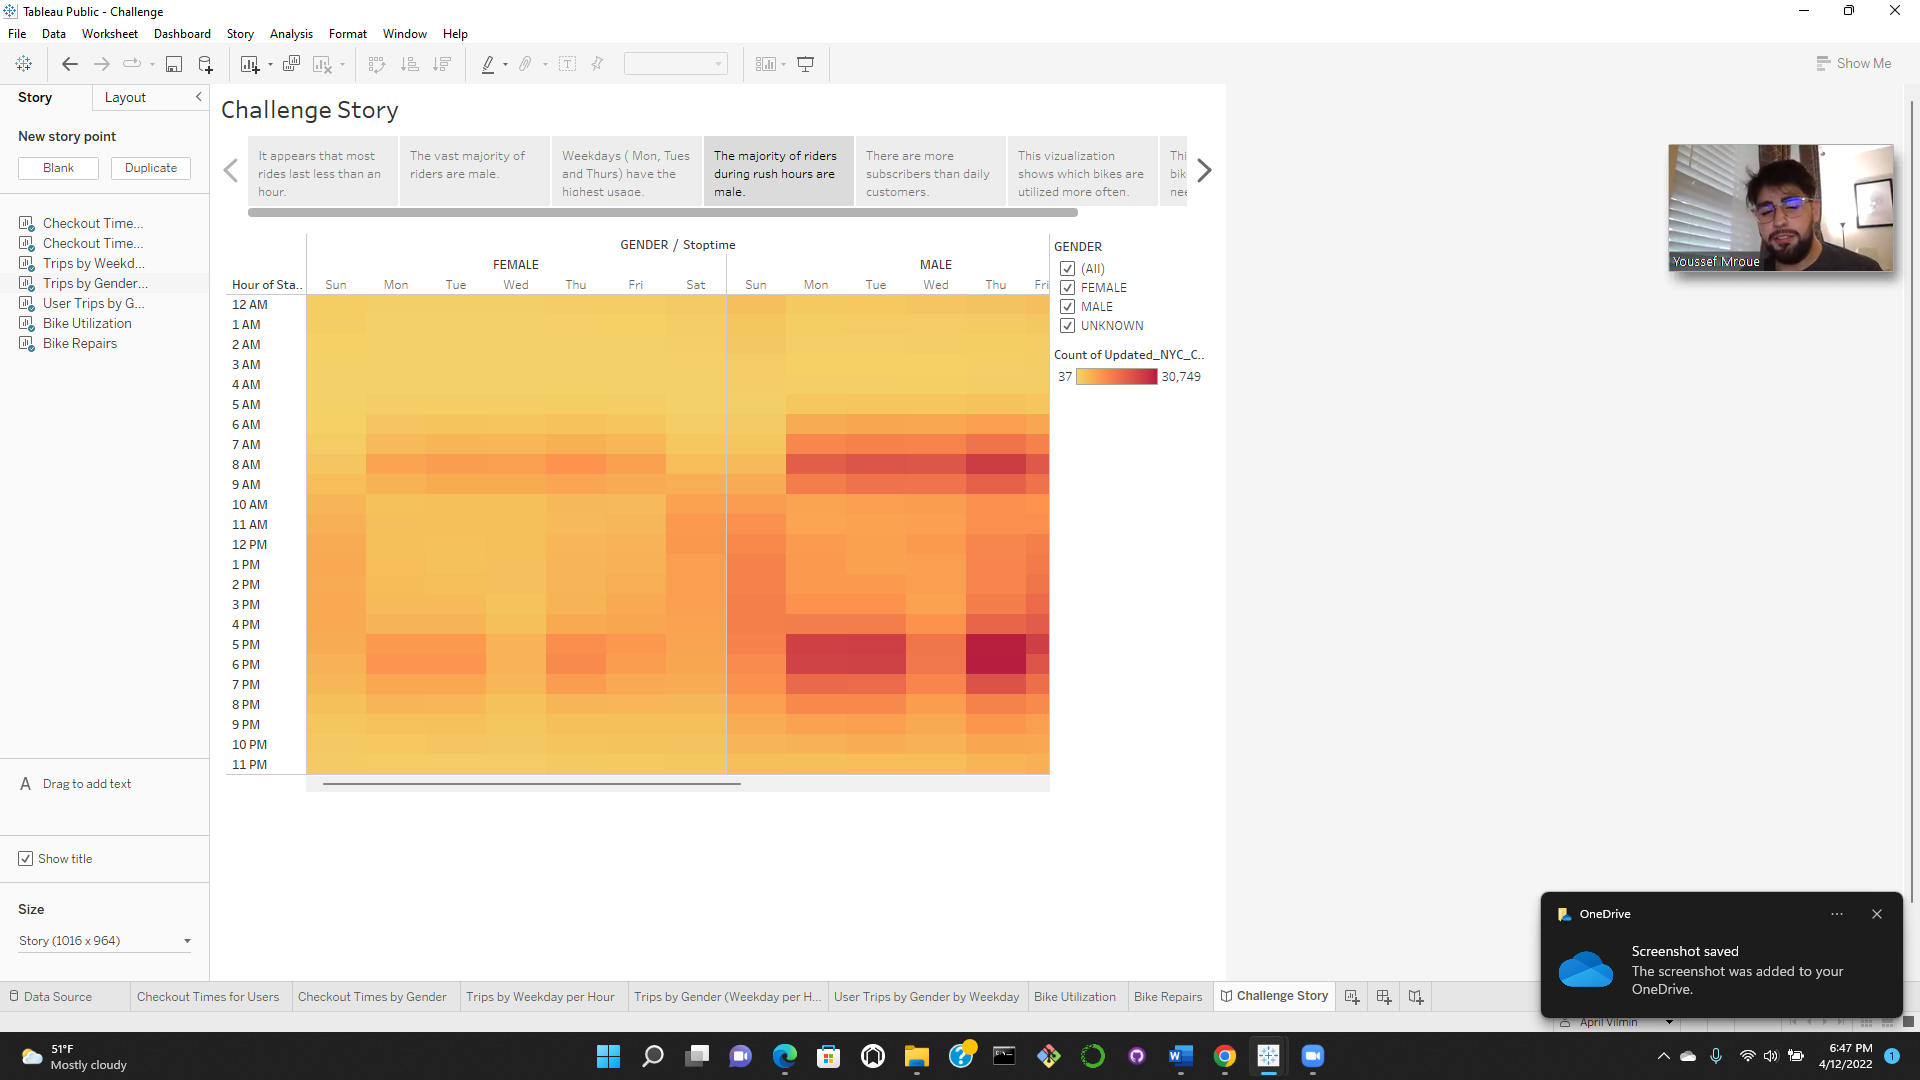 Tableau Public - Challenge
File Data Worksheet Dashboard Story Analysis Format Window Help
Show Me
Story Layout
New story point
Blank Duplicate
Checkout Time...
Checkout Time...
Trips by Weekd...
Trips by Gender...
User Trips by G...
Bike Utilization
Bike Repairs
A Drag to add text
Show title
Size
Story (1016 x 964)
Challenge Story
It appears that most
rides last less than an
hour.
The vast majority of
riders are male.
Weekdays ( Mon, Tues
and Thurs) have the
highest usage.
The majority of riders
during rush hours are
male.
There are more
subscribers than daily
customers.
This vizualization
shows which bikes are
utilized more often.
Thi
bik
nee
GENDER / Stoptime
FEMALE MALE
Hour of Sta.. Sun Mon Tue Wed Thu Fri Sat Sun Mon Tue Wed Thu Fri
12 AM
1 AM
2 AM
3 AM
4 AM
5 AM
6 AM
7 AM
8 AM
9 AM
10 AM
11 AM
12 PM
1 PM
2 PM
3 PM
4 PM
5 PM
6 PM
7 PM
8 PM
9 PM
10 PM
11 PM
GENDER
(All)
FEMALE
MALE
UNKNOWN
Count of Updated_NYC_C..
37 30,749
Youssef Mroue
OneDrive
Screenshot saved
The screenshot was added to your
OneDrive.
Data Source Checkout Times for Users Checkout Times by Gender Trips by Weekday per Hour Trips by Gender (Weekday per H... User Trips by Gender by Weekday Bike Utilization Bike Repairs Challenge Story
April Vilmin
51°F
Mostly cloudy
6:47 PM
4/12/2022
1